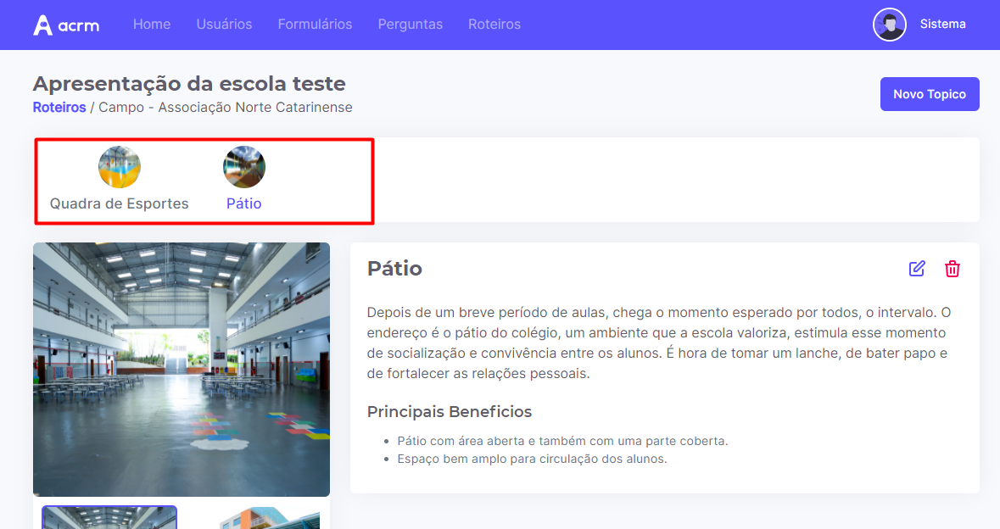 acrm Home Usuários Formulários Perguntas Roteiros Sistema
Apresentação da escola teste
Roteiros / Campo - Associação Norte Catarinense
Novo Topico
Quadra de Esportes Pátio
Pátio
Depois de um breve período de aulas, chega o momento esperado por todos, o intervalo. O
endereço é o pátio do colégio, um ambiente que a escola valoriza, estimula esse momento
de socialização e convivência entre os alunos. É hora de tomar um lanche, de bater papo e
de fortalecer as relações pessoais.
Principais Beneficios
Pátio com área aberta e também com uma parte coberta.
Espaço bem amplo para circulação dos alunos.